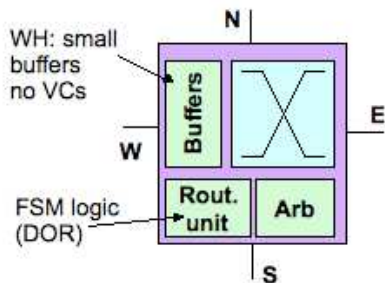 N
WH: small
buffers
no VCs
Buffers
W
E
FSM logic
(DOR)
Rout.
unit
Arb
S